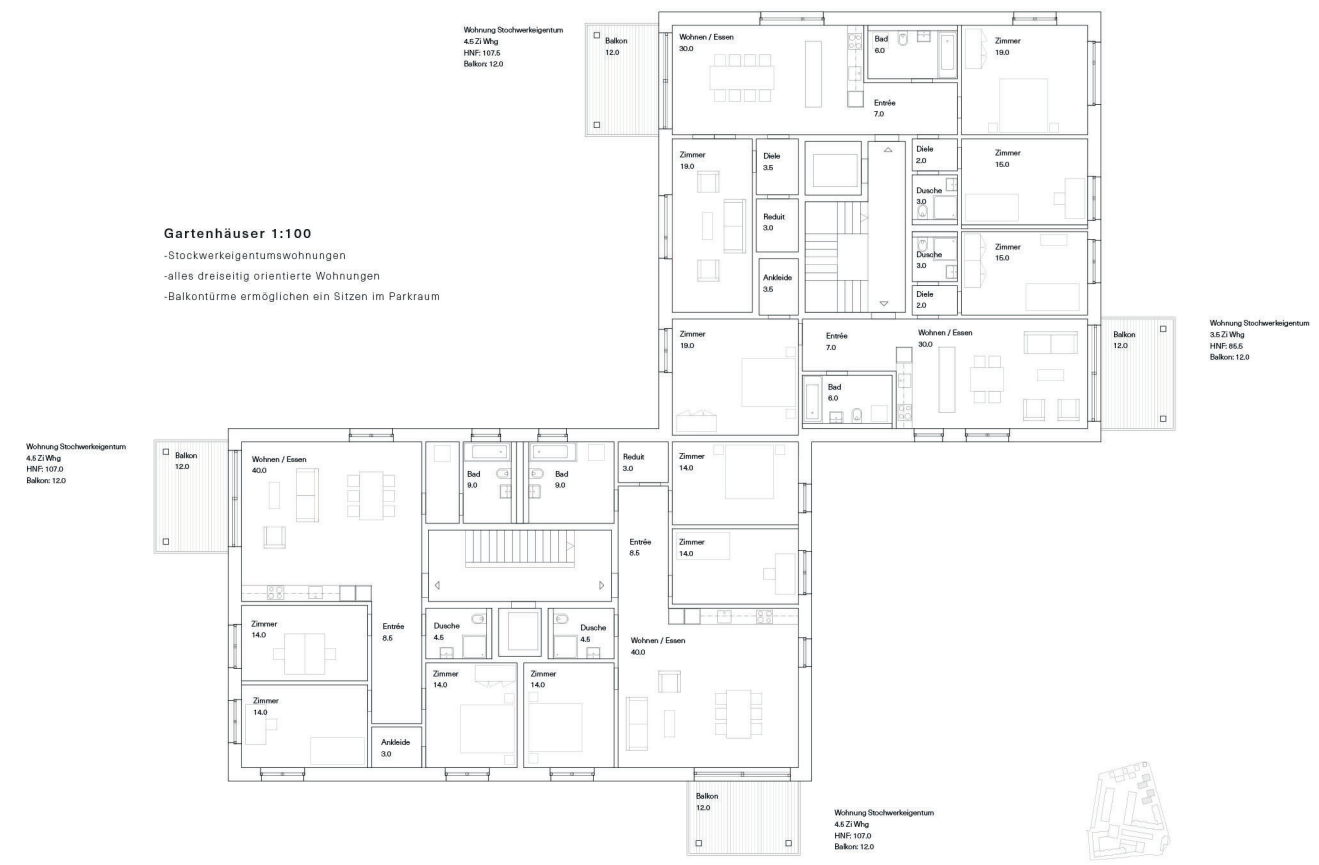 Wohnung Stochwerkeigentum
4.5 Zi Whg
HNF: 107.5
Balkon: 12.0
Balkon
12.0
Wohnen / Essen
30.0
Bad
6.0
Zimmer
19.0
Entrée
7.0
Zimmer
19.0
Diele
3.5
Diele
2.0
Zimmer
15.0
Dusche
3.0
Reduit
3.0
Gartenhäuser 1:100
-Stockwerkeigentumswohnungen
-alles dreiseitig orientierte Wohnungen
-Balkontürme ermöglichen ein Sitzen im Parkraum
Dusche
3.0
Zimmer
15.0
Ankleide
3.5
Diele
2.0
Zimmer
19.0
Entrée
7.0
Wohnen / Essen
30.0
Balkon
12.0
Wohnung Stochwerkeigentum
3.5 Zi Whg
HNF: 85.5
Balkon: 12.0
Bad
6.0
Wohnung Stochwerkeigentum
4.5 Zi Whg
HNF: 107.0
Balkon: 12.0
Balkon
12.0
Wohnen / Essen
40.0
Bad
9.0
Bad
9.0
Reduit
3.0
Zimmer
14.0
Entrée
8.5
Zimmer
14.0
Zimmer
14.0
Entrée
8.5
Dusche
4.5
Dusche
4.5
Wohnen / Essen
40.0
Zimmer
14.0
Zimmer
14.0
Zimmer
14.0
Ankleide
3.0
Balkon
12.0
Wohnung Stochwerkeigentum
4.5 Zi Whg
HNF: 107.0
Balkon: 12.0